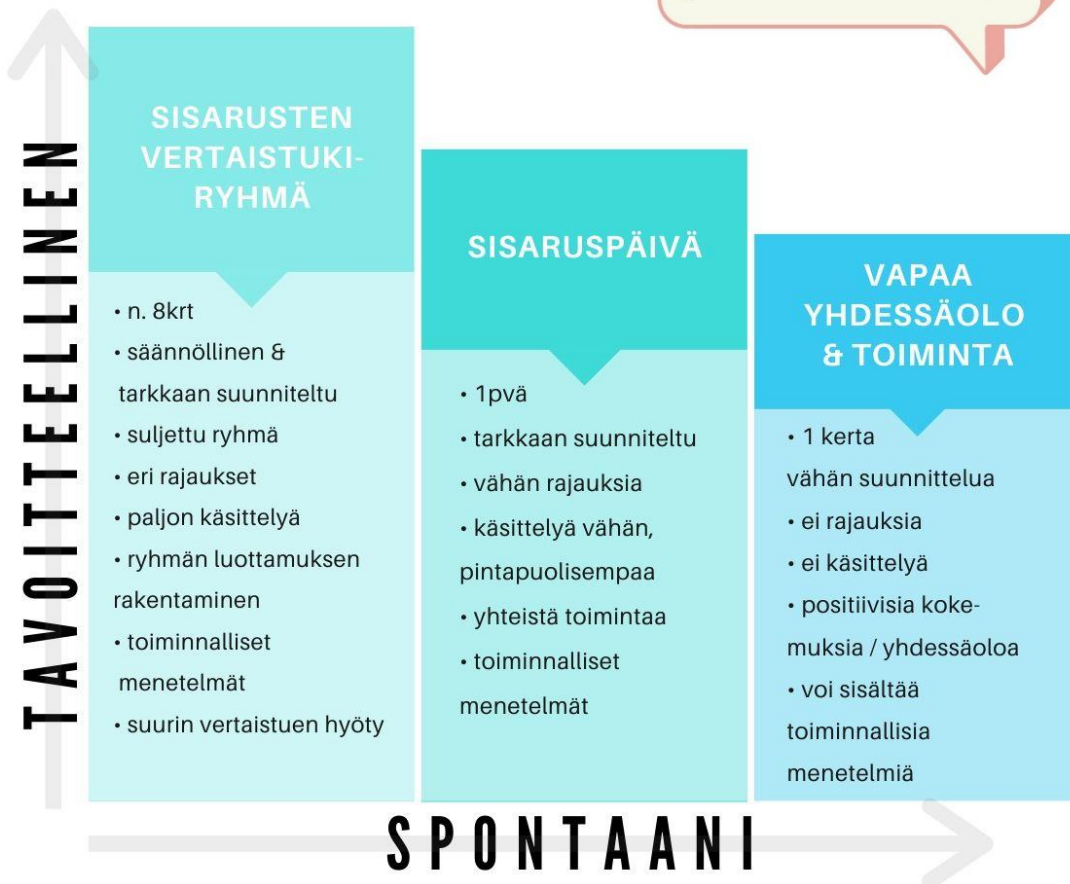 TAVOITTEELLINEN
SISARUSTEN
VERTAISTUKI-
RYHMÄ
• n. 8krt
• säännöllinen &
tarkkaan suunniteltu
• suljettu ryhmä
• eri rajaukset
• paljon käsittelyä
• ryhmän luottamuksen
rakentaminen
• toiminnalliset
menetelmät
• suurin vertaistuen hyöty
SISARUSPÄIVÄ
• 1pvä
• tarkkaan suunniteltu
• vähän rajauksia
• käsittelyä vähän,
pintapuolisempaa
• yhteistä toimintaa
• toiminnalliset
menetelmät
VAPAA
YHDESSÄOLO
& TOIMINTA
• 1 kerta
vähän suunnittelua
• ei rajauksia
• ei käsittelyä
• positiivisia koke-
muksia / yhdessäoloa
• voi sisältää
toiminnallisia
menetelmiä
SPONTAANI